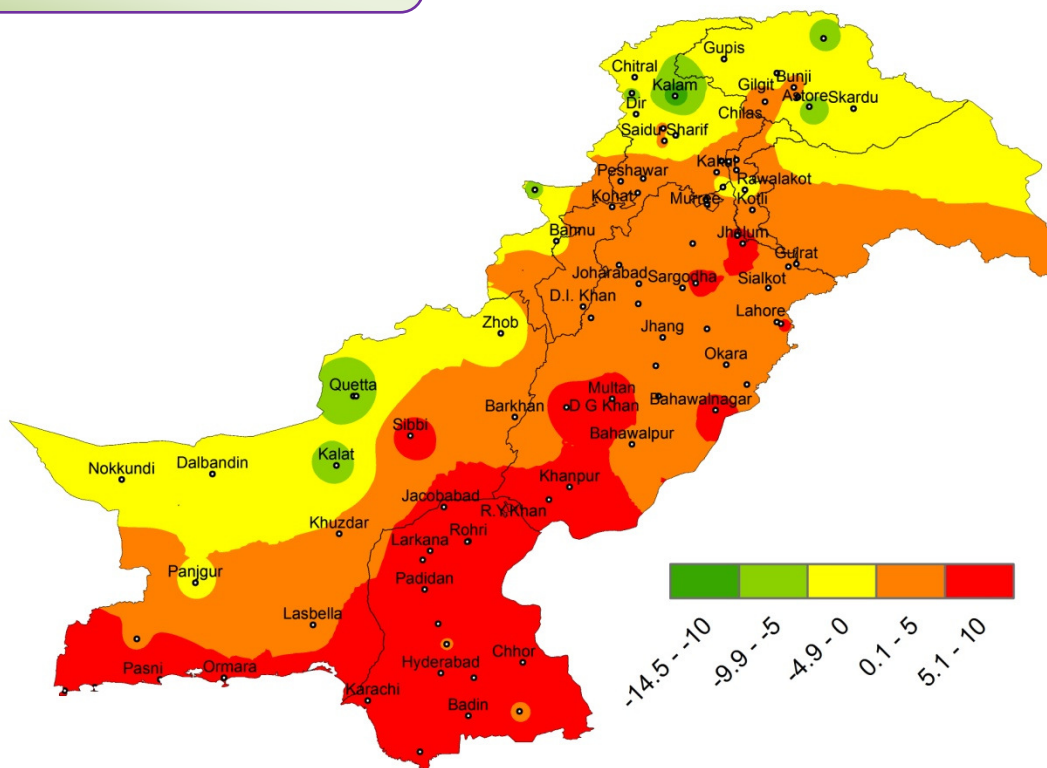 Gupis
Chitral
Kalam
Bunji
Gilgit
Astore
Skardu
Dir
Chilas
Saidu Sharif
Peshawar
Rawalakot
Kohat
Murree
Kotli
Bannu
Jhelum
Gujrat
Joharabad
Sargodha
Sialkot
D.I. Khan
Lahore
Zhob
Jhang
Okara
Quetta
Multan
D G Khan
Bahawalnagar
Barkhan
Sibbi
Bahawalpur
Kalat
Nokkundi
Dalbandin
Khanpur
Jacobabad
R.Y.Khan
Khuzdar
Rohri
Larkana
Panjgur
Padidan
Lasbella
Chhor
Pasni
Ormara
Hyderabad
Karachi
Badin
-14.5 - -10
-9.9 - -5
-4.9 - 0
0.1 - 5
5.1 - 10